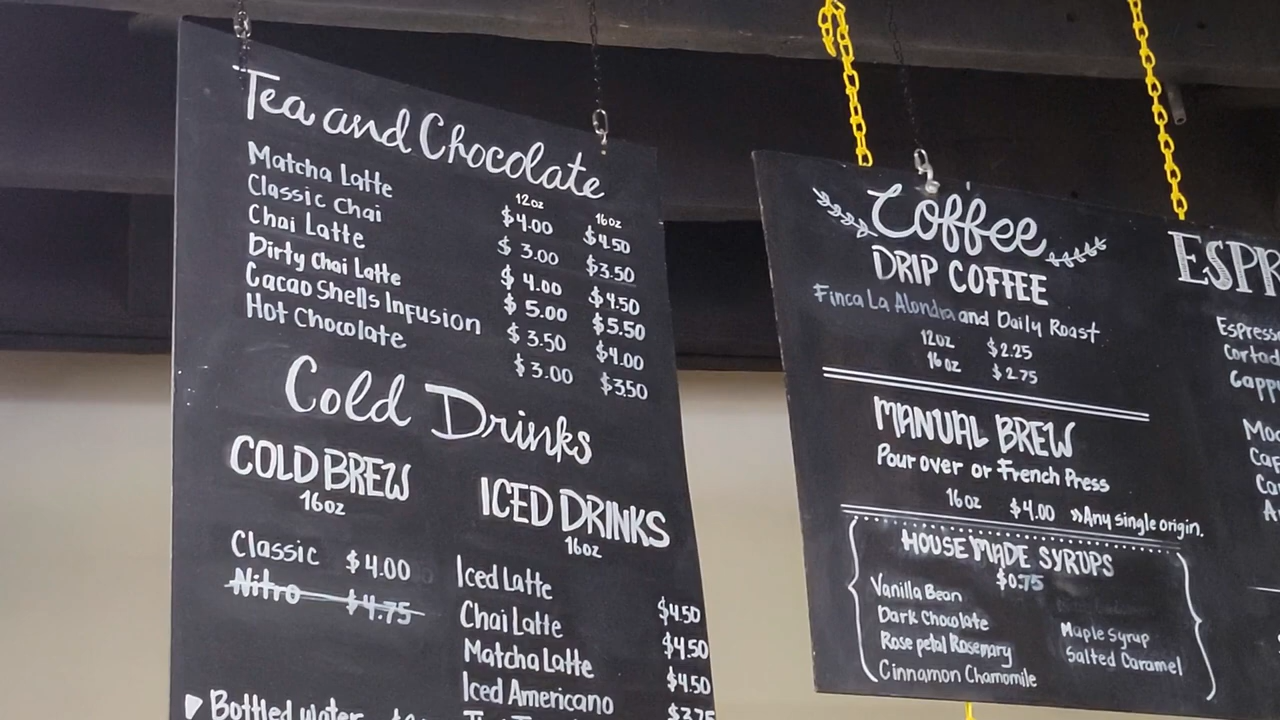 Tea and Chocolate
12oz 16oz
Matcha Latte $4.00 $4.50
Classic Chai $3.00 $3.50
Chai Latte $4.00 $4.50
Dirty Chai Latte $5.00 $5.50
Cacao Shells Infusion $3.50 $4.00
Hot Chocolate $3.00 $3.50
Cold Drinks
COLD BREW
16oz
Classic $4.00
Nitro $4.75
Bottled water
ICED DRINKS
16oz
Iced Latte $4.50
Chai Latte $4.50
Matcha Latte $4.50
Iced Americano $3.75
Coffee
DRIP COFFEE
Finca La Alondra and Daily Roast
12oz $2.25
16oz $2.75
MANUAL BREW
Pour over or French Press
16oz $4.00 »Any single origin.
HOUSE MADE SYRUPS
$0.75
Vanilla Bean
Dark Chocolate
Rose petal Rosemary
Cinnamon Chamomile
Maple Syrup
Salted Caramel
ESPR
Espress
Cortad
Capp